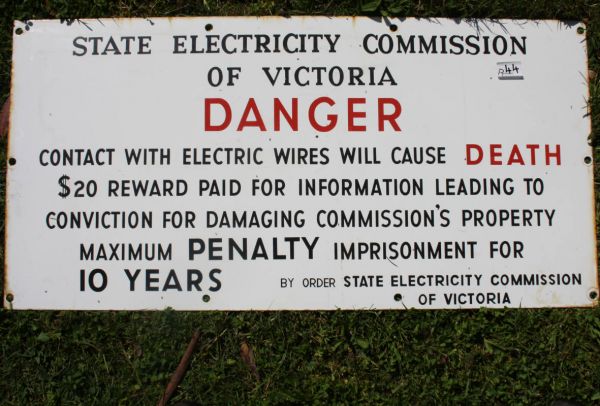 STATE ELECTRICITY COMMISSION
OF VICTORIA
R44
DANGER
CONTACT WITH ELECTRIC WIRES WILL CAUSE DEATH
$20 REWARD PAID FOR INFORMATION LEADING TO
CONVICTION FOR DAMAGING COMMISSION'S PROPERTY
MAXIMUM PENALTY IMPRISONMENT FOR
10 YEARS
BY ORDER STATE ELECTRICITY COMMISSION
OF VICTORIA